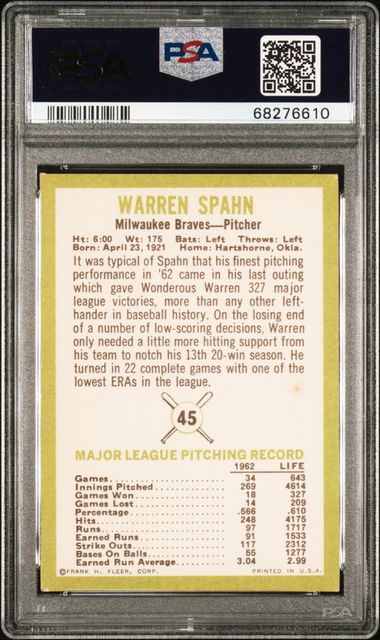 PSA
PSA
68276610
WARREN SPAHN
Milwaukee Braves—Pitcher
Ht: 6:00 Wt: 175 Bats: Left Throws: Left
Born: April 23, 1921 Home: Hartshorne, Okla.
It was typical of Spahn that his finest pitching
performance in '62 came in his last outing
which gave Wonderous Warren 327 major
league victories, more than any other left-
hander in baseball history. On the losing end
of a number of low-scoring decisions, Warren
only needed a little more hitting support from
his team to notch his 13th 20-win season. He
turned in 22 complete games with one of the
lowest ERAs in the league.
45
MAJOR LEAGUE PITCHING RECORD
1962 LIFE
Games 34 643
Innings Pitched 269 4614
Games Won 18 327
Games Lost 14 209
Percentage .566 .610
Hits 248 4175
Runs 97 1717
Earned Runs 91 1533
Strike Outs 117 2312
Bases On Balls 55 1277
Earned Run Average 3.04 2.99
©FRANK H. FLEER, CORP. PRINTED IN U.S.A.
PSA